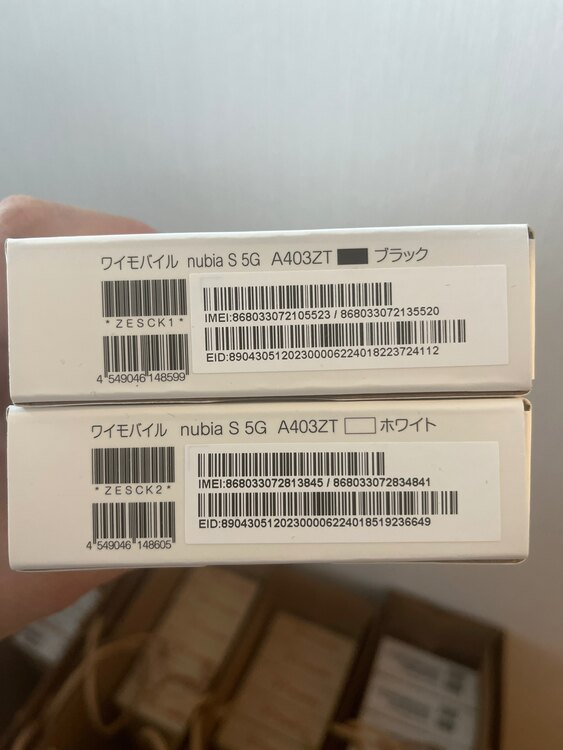 ワイモバイル nubia S 5G A403ZT ブラック
*ZESCK1*
IMEI:868033072105523 / 868033072135520
EID:89043051202300006224018223724112
4 549046 148599
ワイモバイル nubia S 5G A403ZT ホワイト
*ZESCK2*
IMEI:868033072813845 / 868033072834841
EID:89043051202300006224018519236649
4 549046 148605